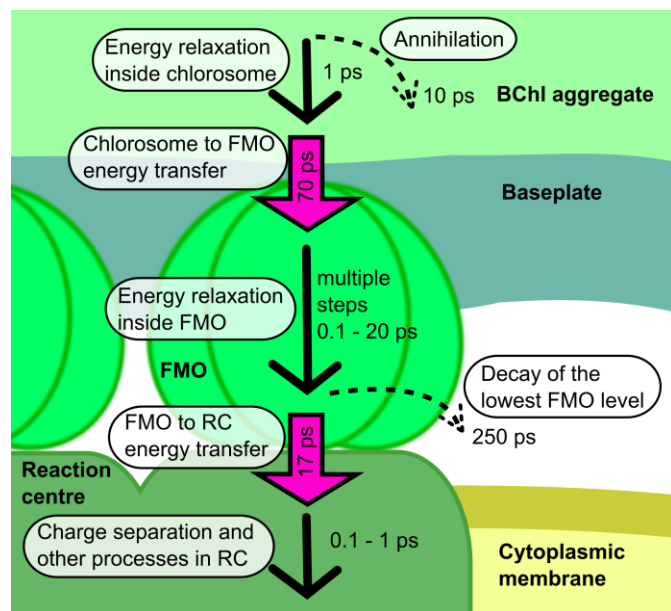 Energy relaxation
inside chlorosome
1 ps
Annihilation
10 ps
BChl aggregate
Chlorosome to FMO
energy transfer
70 ps
Baseplate
Energy relaxation
inside FMO
multiple
steps
0.1 - 20 ps
FMO
Decay of the
lowest FMO level
250 ps
FMO to RC
energy transfer
17 ps
Reaction
centre
Charge separation and
other processes in RC
0.1 - 1 ps
Cytoplasmic
membrane